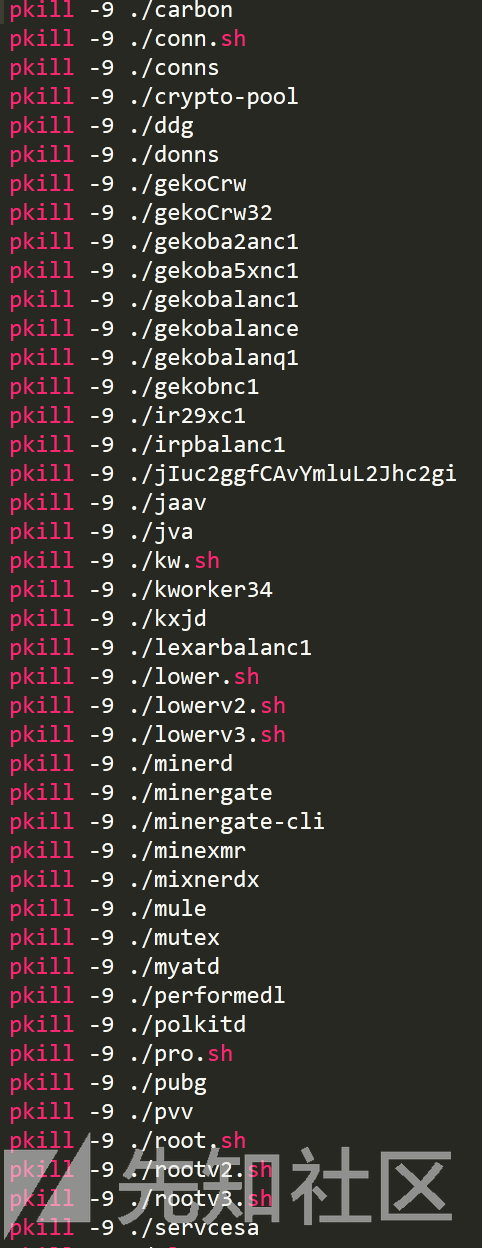 pkill -9 ./carbon
pkill -9 ./conn.sh
pkill -9 ./conns
pkill -9 ./crypto-pool
pkill -9 ./ddg
pkill -9 ./donns
pkill -9 ./gekoCrw
pkill -9 ./gekoCrw32
pkill -9 ./gekoba2anc1
pkill -9 ./gekoba5xnc1
pkill -9 ./gekobalanc1
pkill -9 ./gekobalance
pkill -9 ./gekobalanq1
pkill -9 ./gekobnc1
pkill -9 ./ir29xc1
pkill -9 ./irpbalanc1
pkill -9 ./jIuc2ggfCAvYmluL2Jhc2gi
pkill -9 ./jaav
pkill -9 ./jva
pkill -9 ./kw.sh
pkill -9 ./kworker34
pkill -9 ./kxjd
pkill -9 ./lexarbalanc1
pkill -9 ./lower.sh
pkill -9 ./lowerv2.sh
pkill -9 ./lowerv3.sh
pkill -9 ./minerd
pkill -9 ./minergate
pkill -9 ./minergate-cli
pkill -9 ./minexmr
pkill -9 ./mixnerdx
pkill -9 ./mule
pkill -9 ./mutex
pkill -9 ./myatd
pkill -9 ./performedl
pkill -9 ./polkitd
pkill -9 ./pro.sh
pkill -9 ./pubg
pkill -9 ./pvv
pkill -9 ./root.sh
pkill -9 ./rootv2.sh
pkill -9 ./rootv3.sh
pkill -9 ./servcesa
先知社区